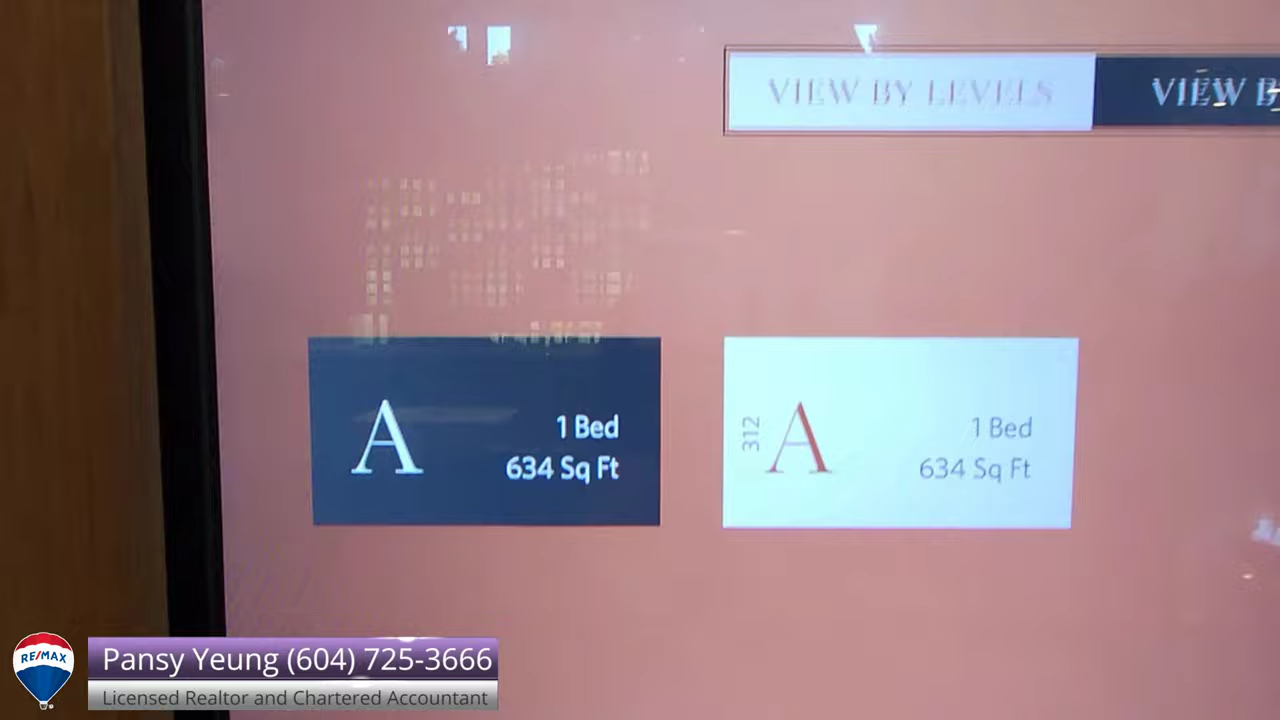 VIEW BY LEVELS
VIEW B
A
1 Bed
634 Sq Ft
312
A
1 Bed
634 Sq Ft
RE/MAX
Pansy Yeung (604) 725-3666
Licensed Realtor and Chartered Accountant